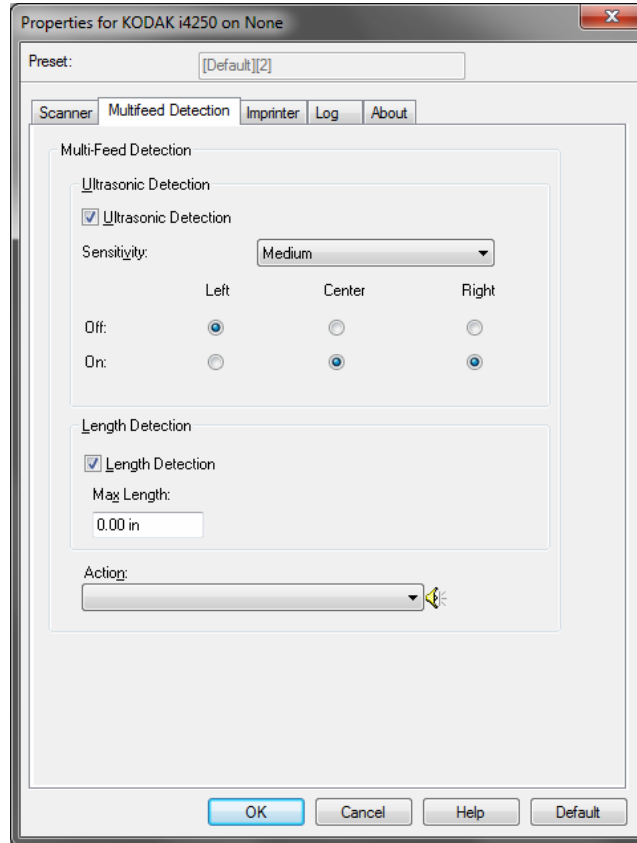 Properties for KODAK i4250 on None
Preset: [Default][2]
Scanner Multifeed Detection Imprinter Log About
Multi-Feed Detection
Ultrasonic Detection
Ultrasonic Detection
Sensitivity: Medium
Left Center Right
Off:
On:
Length Detection
Length Detection
Max Length:
0.00 in
Action:
OK Cancel Help Default